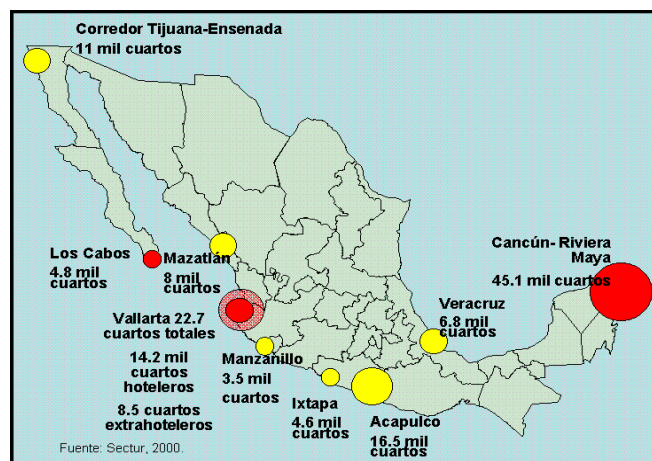 Corredor Tijuana-Ensenada
11 mil cuartos
Los Cabos
4.8 mil
cuartos
Mazatlán
8 mil
cuartos
Cancún- Riviera
Maya
45.1 mil cuartos
Vallarta 22.7
cuartos totales
14.2 mil
cuartos
hoteleros
8.5 cuartos
extrahoteleros
Manzanillo
3.5 mil
cuartos
Veracruz
6.8 mil
cuartos
Ixtapa
4.6 mil
cuartos
Acapulco
16.5 mil
cuartos
Fuente: Sectur, 2000.